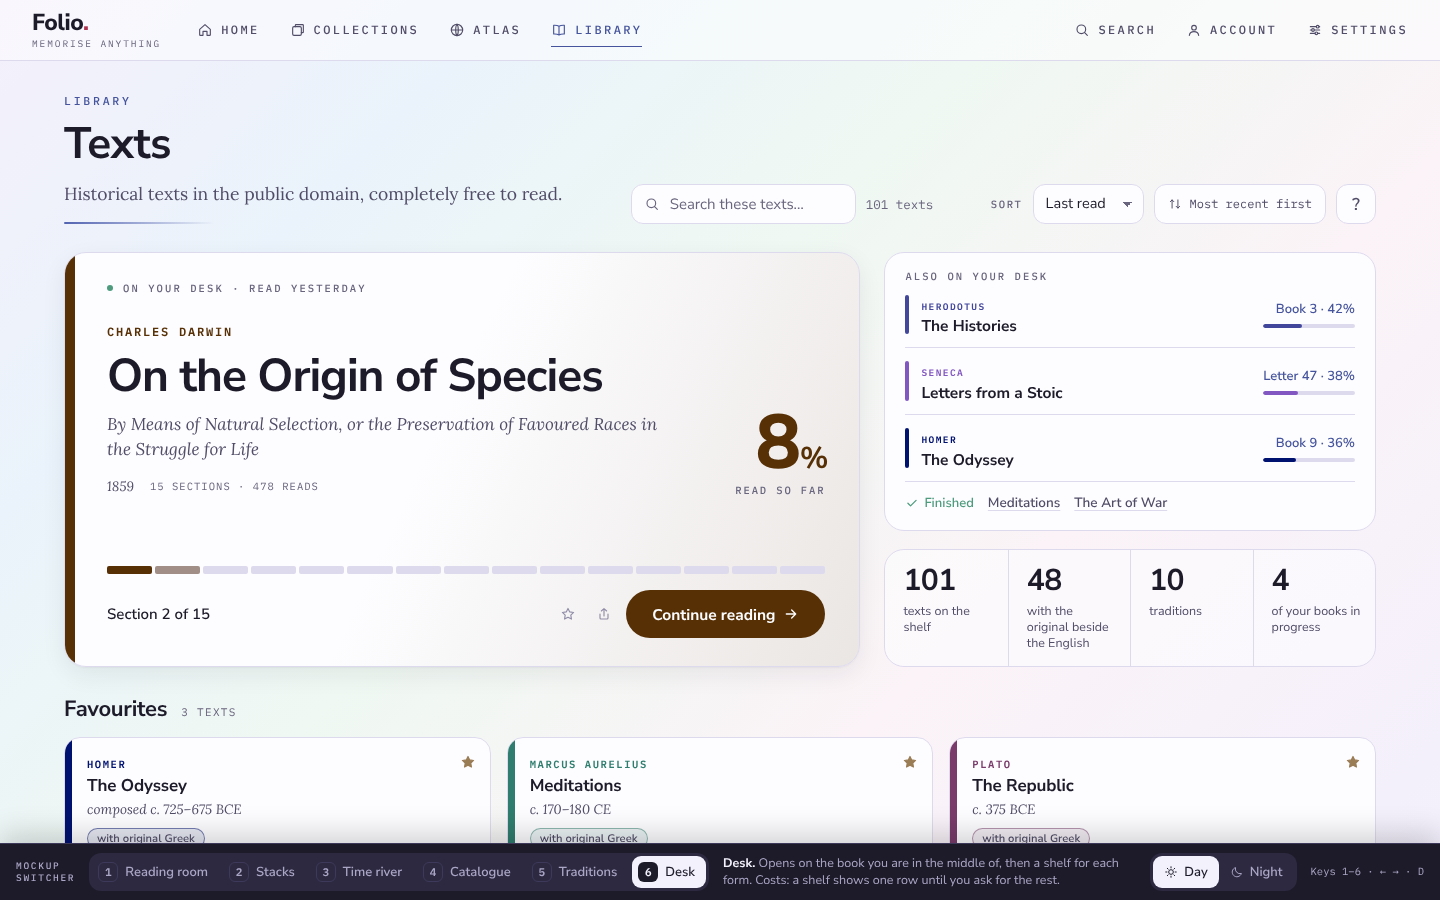 Folio.
MEMORISE ANYTHING
HOME
COLLECTIONS
ATLAS
LIBRARY
SEARCH
ACCOUNT
SETTINGS
LIBRARY
Texts
Historical texts in the public domain, completely free to read.
Search these texts...
101 texts
SORT
Last read
Most recent first
?
ON YOUR DESK · READ YESTERDAY
CHARLES DARWIN
On the Origin of Species
By Means of Natural Selection, or the Preservation of Favoured Races in
the Struggle for Life
1859 15 SECTIONS · 478 READS
8%
READ SO FAR
Section 2 of 15
Continue reading →
ALSO ON YOUR DESK
HERODOTUS
The Histories
Book 3 · 42%
SENECA
Letters from a Stoic
Letter 47 · 38%
HOMER
The Odyssey
Book 9 · 36%
Finished Meditations The Art of War
101
texts on the
shelf
48
with the
original beside
the English
10
traditions
4
of your books in
progress
Favourites 3 TEXTS
HOMER
The Odyssey
composed c. 725–675 BCE
with original Greek
MARCUS AURELIUS
Meditations
c. 170–180 CE
with original Greek
PLATO
The Republic
c. 375 BCE
with original Greek
MOCKUP
SWITCHER
1 Reading room
2 Stacks
3 Time river
4 Catalogue
5 Traditions
6 Desk
Desk. Opens on the book you are in the middle of, then a shelf for each
form. Costs: a shelf shows one row until you ask for the rest.
Day
Night
Keys 1–6 · ← → · D